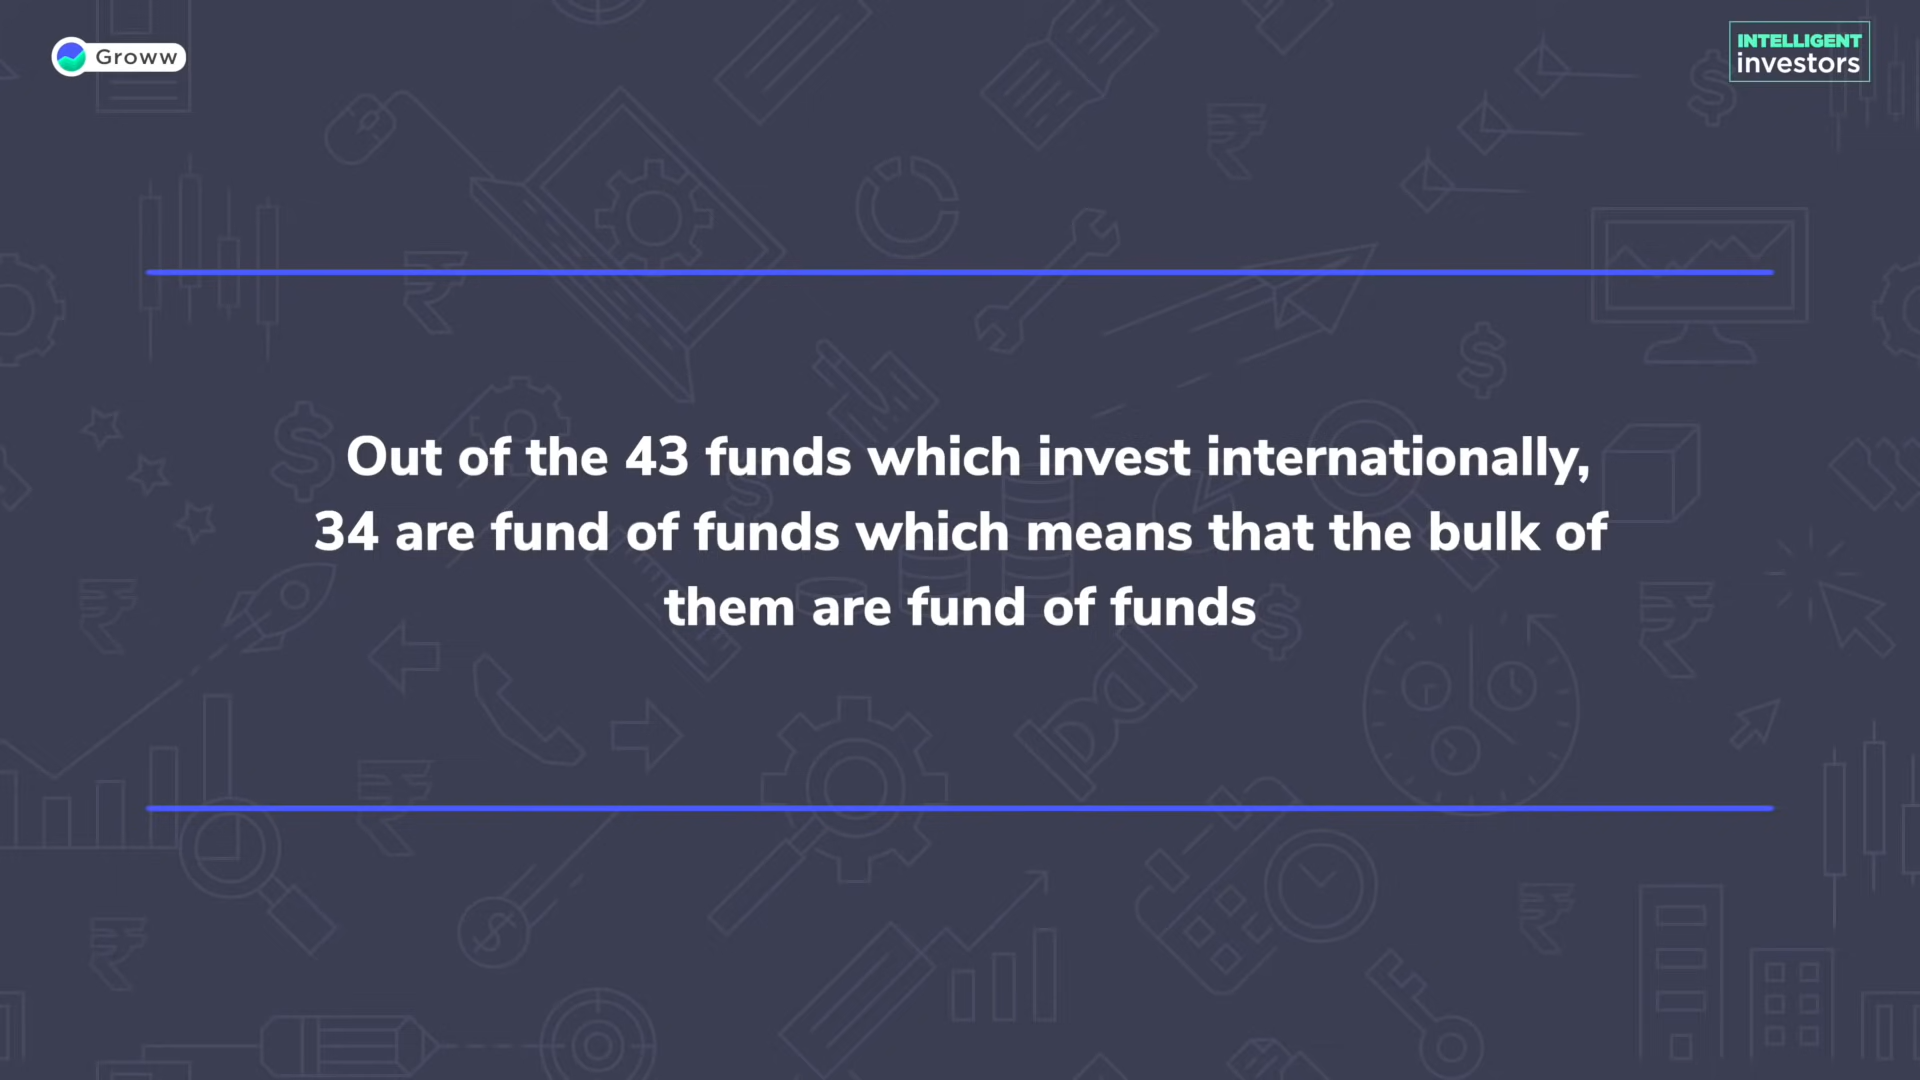 Groww
INTELLIGENT
investors
Out of the 43 funds which invest internationally,
34 are fund of funds which means that the bulk of
them are fund of funds